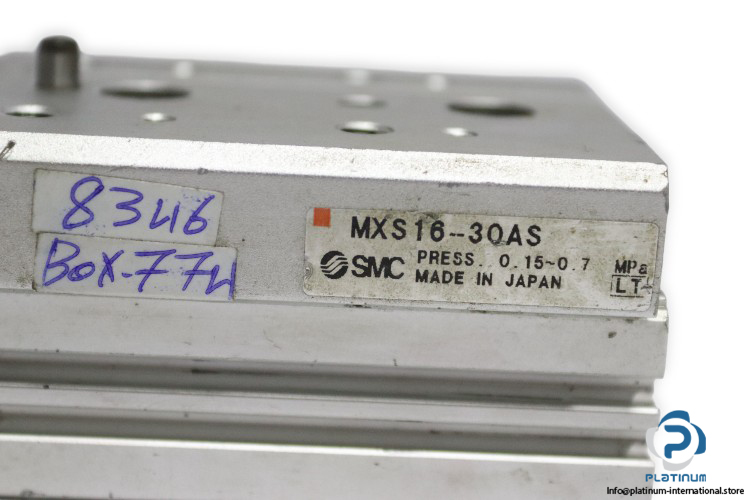 8346
BOX-774
MXS16-30AS
SMC PRESS. 0.15~0.7 MPa
MADE IN JAPAN LT
PLATINUM
Info@platinum-international.store